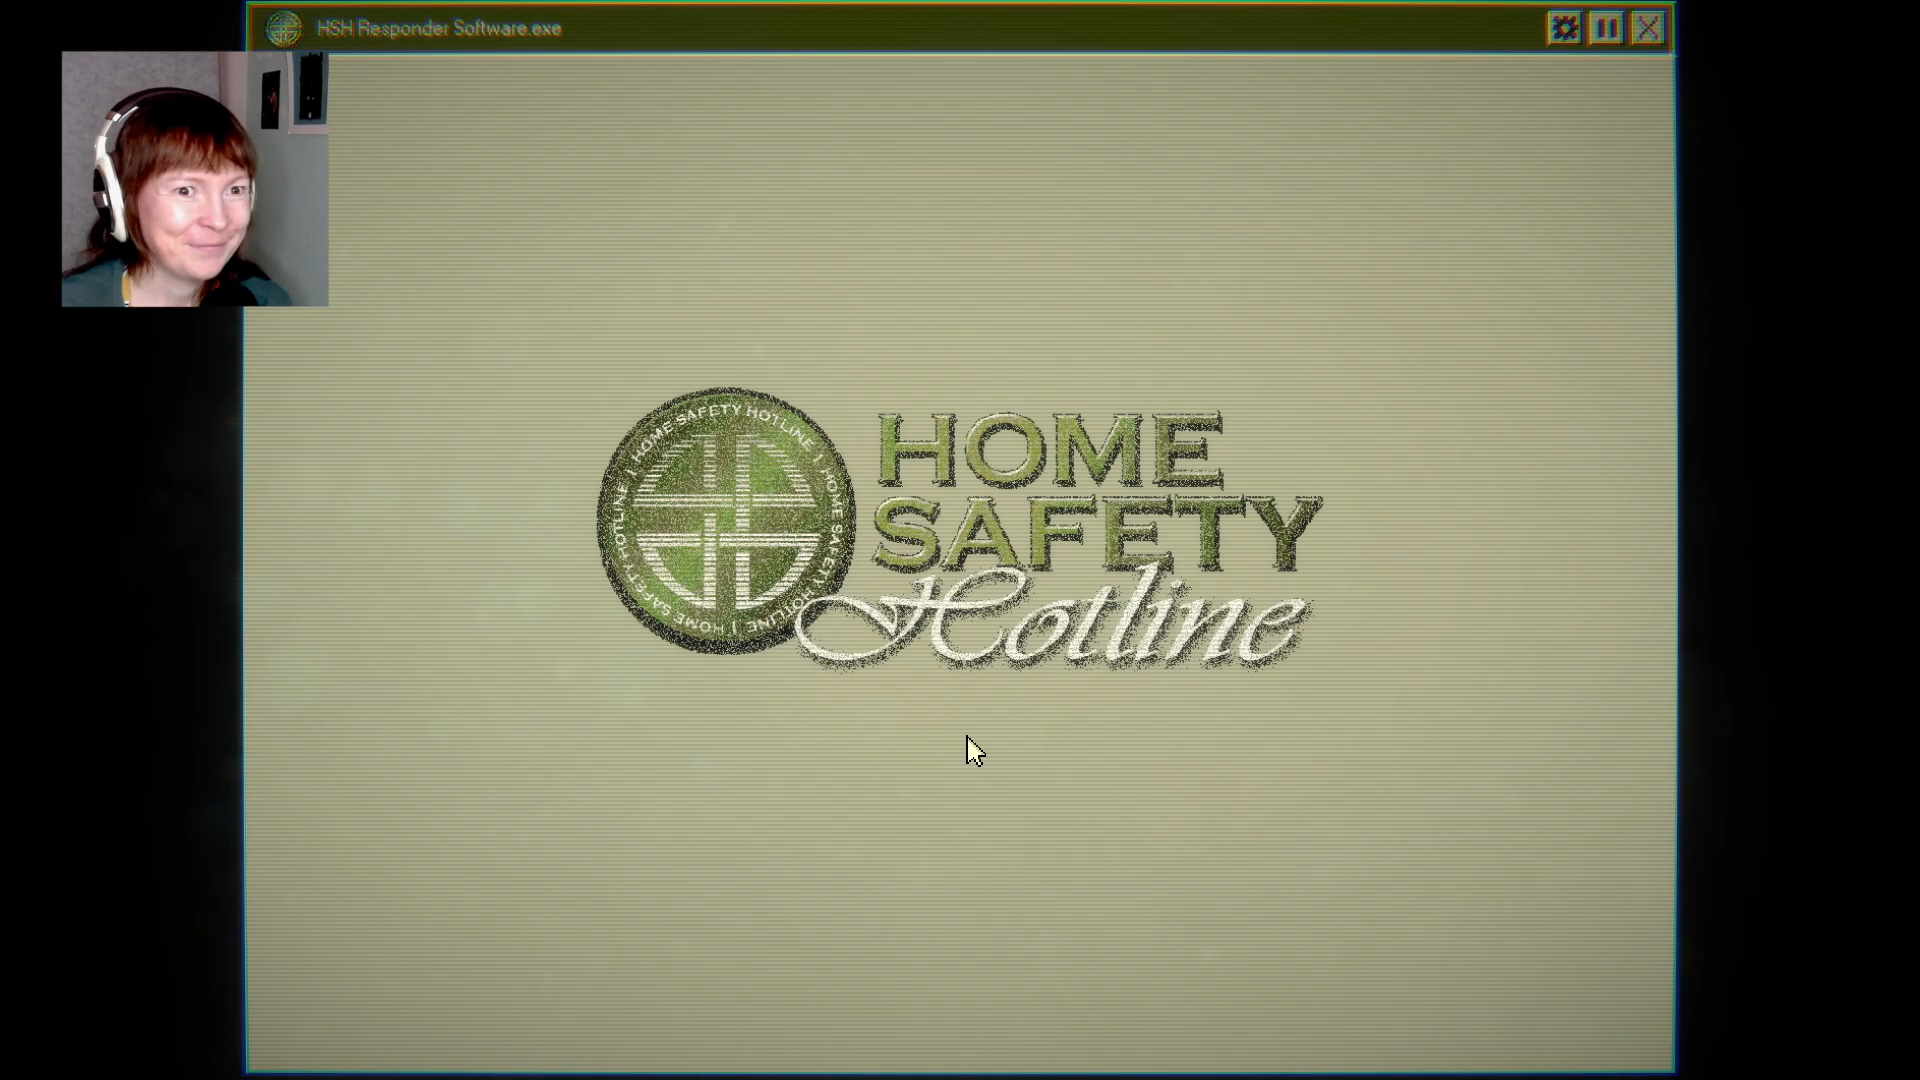 HSH Responder Software.exe
HOME SAFETY HOTLINE | HOME SAFETY HOTLINE | HOME SAFETY HOTLINE |
HOME
SAFETY
Hotline